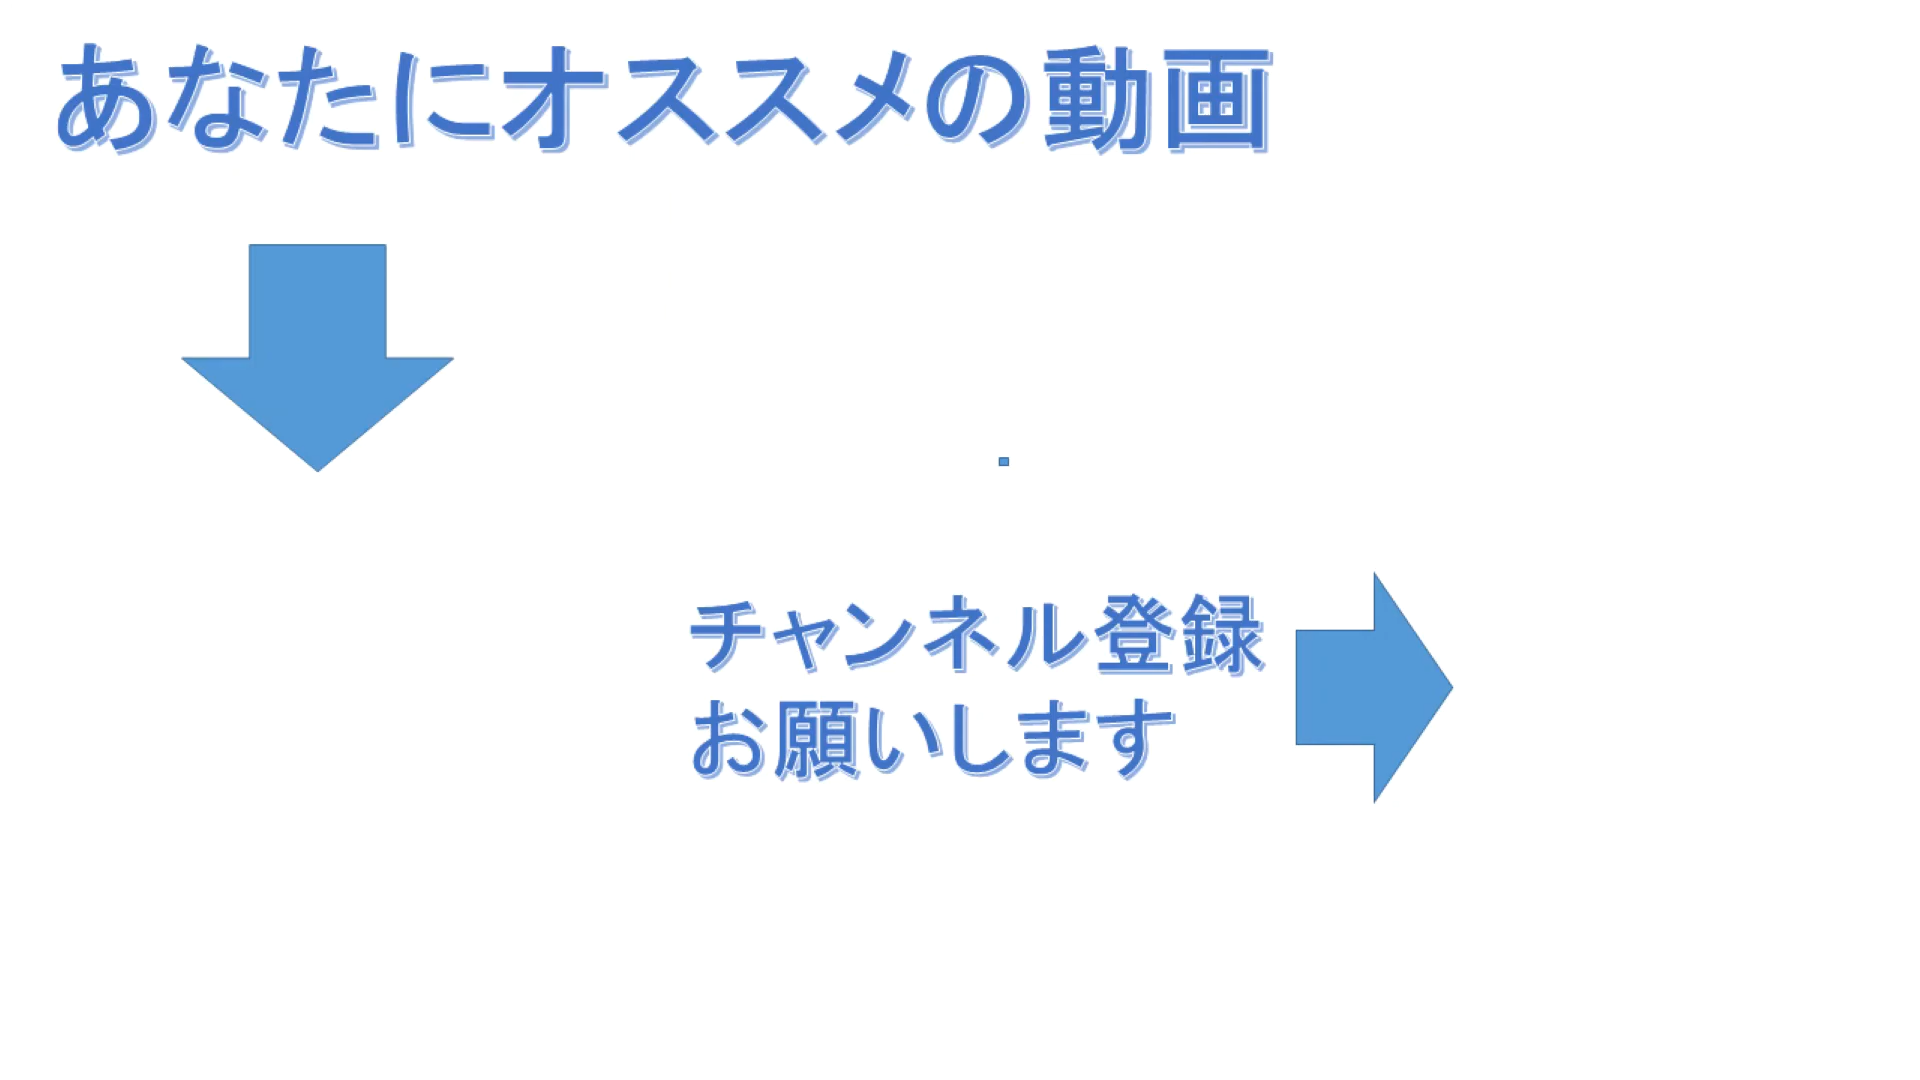 あなたにオススメの動画
チャンネル登録
お願いします